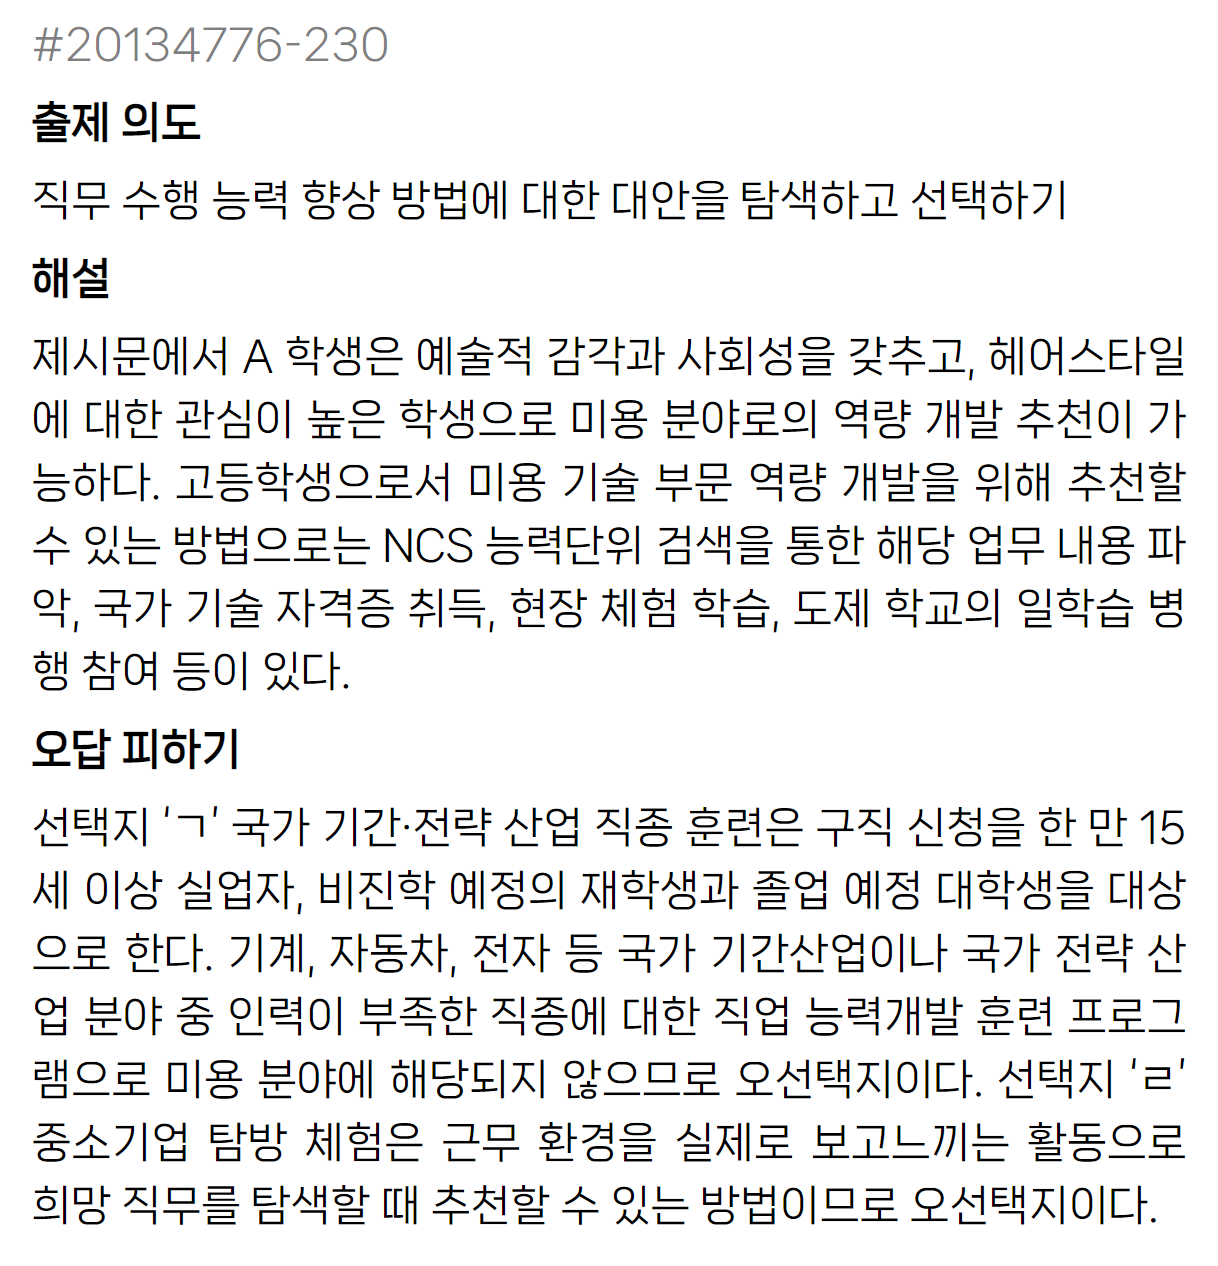 #20134776-230
출제 의도
직무 수행 능력 향상 방법에 대한 대안을 탐색하고 선택하기
해설
제시문에서 A 학생은 예술적 감각과 사회성을 갖추고, 헤어스타일
에 대한 관심이 높은 학생으로 미용 분야로의 역량 개발 추천이 가
능하다. 고등학생으로서 미용 기술 부문 역량 개발을 위해 추천할
수 있는 방법으로는 NCS 능력단위 검색을 통한 해당 업무 내용 파
악, 국가 기술 자격증 취득, 현장 체험 학습, 도제 학교의 일학습 병
행 참여 등이 있다.
오답 피하기
선택지 ‘ㄱ’ 국가 기간·전략 산업 직종 훈련은 구직 신청을 한 만 15
세 이상 실업자, 비진학 예정의 재학생과 졸업 예정 대학생을 대상
으로 한다. 기계, 자동차, 전자 등 국가 기간산업이나 국가 전략 산
업 분야 중 인력이 부족한 직종에 대한 직업 능력개발 훈련 프로그
램으로 미용 분야에 해당되지 않으므로 오선택지이다. 선택지 ‘ㄹ’
중소기업 탐방 체험은 근무 환경을 실제로 보고느끼는 활동으로
희망 직무를 탐색할 때 추천할 수 있는 방법이므로 오선택지이다.